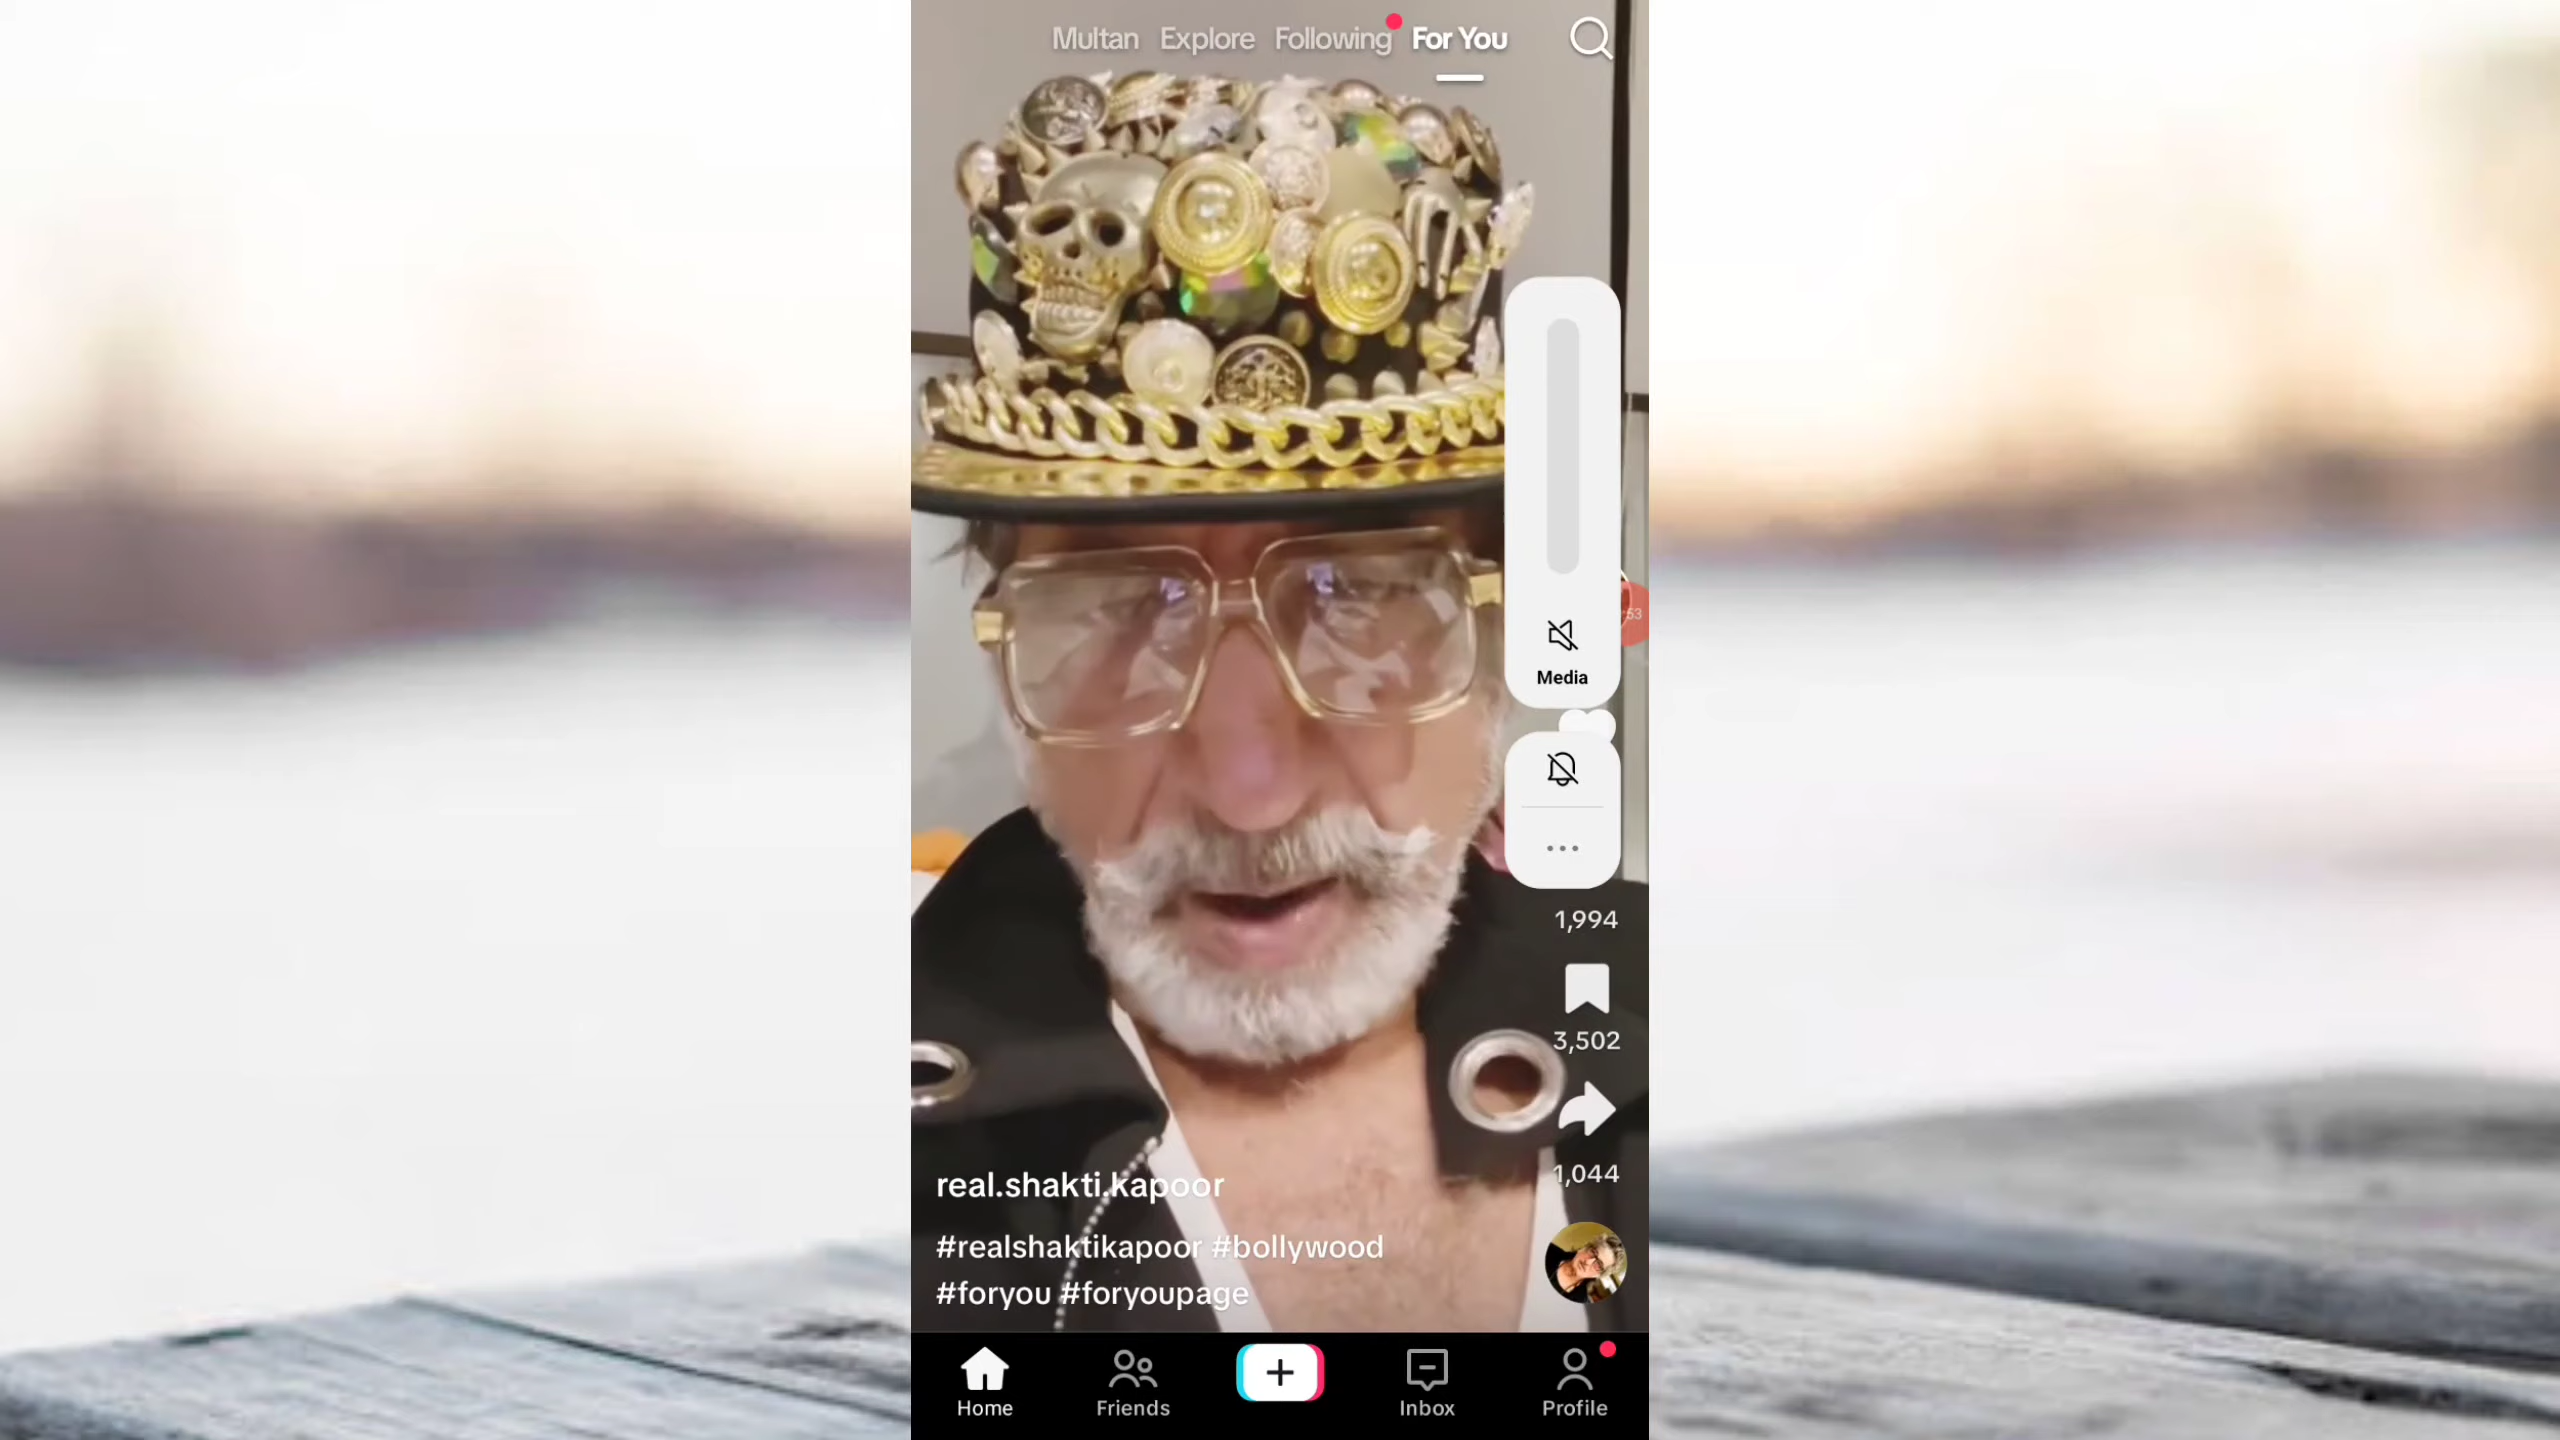 Multan Explore Following For You
:53
Media
1,994
3,502
1,044
real.shakti.kapoor
#realshaktikapoor #bollywood
#foryou #foryoupage
Home Friends Inbox Profile